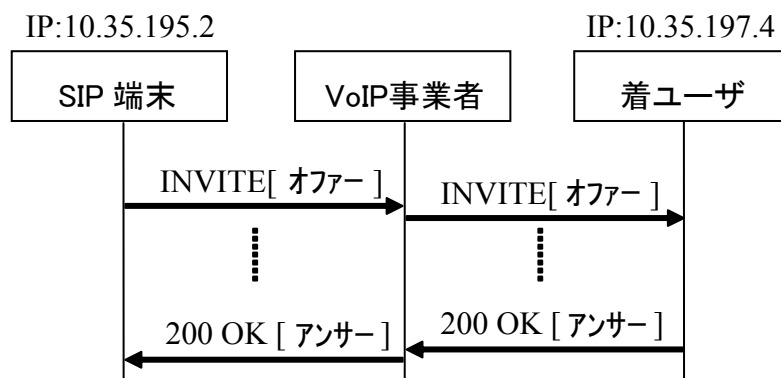 IP:10.35.195.2
IP:10.35.197.4
SIP 端末
VoIP事業者
着ユーザ
INVITE[ オファー ]
INVITE[ オファー ]
200 OK [ アンサー ]
200 OK [ アンサー ]